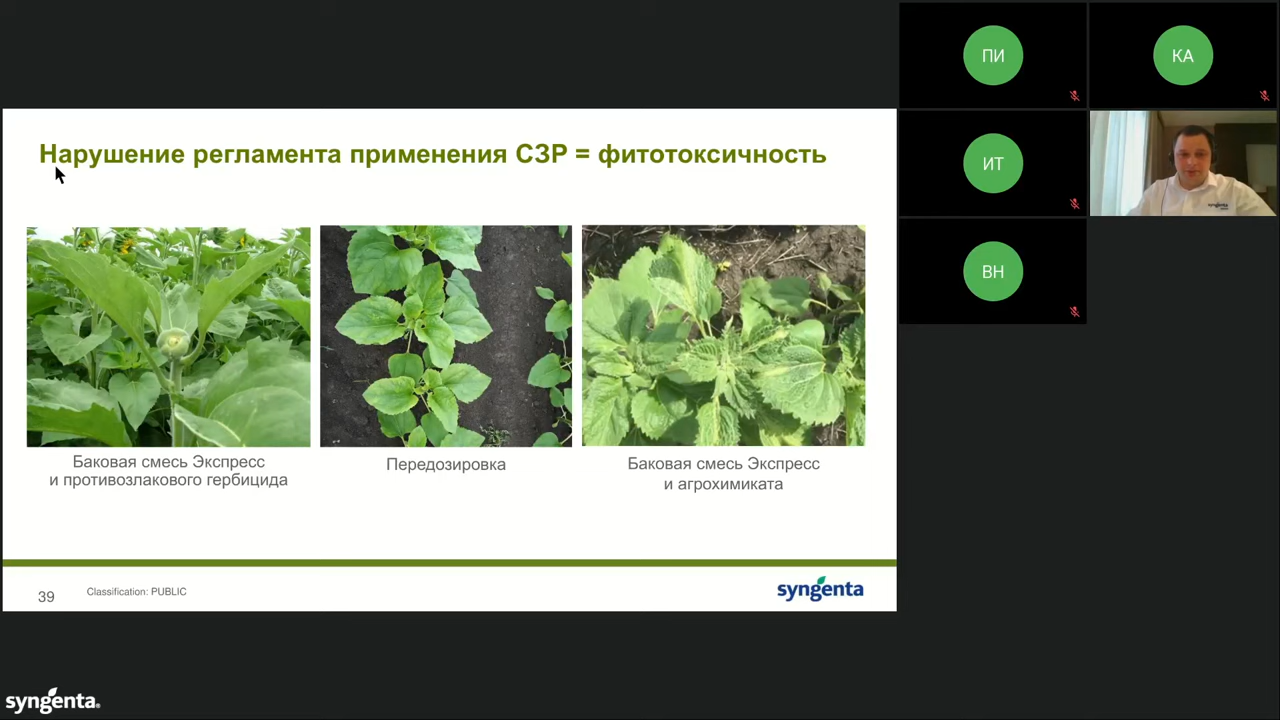 Нарушение регламента применения СЗР = фитотоксичность
Баковая смесь Экспресс
и противозлакового гербицида
Передозировка
Баковая смесь Экспресс
и агрохимиката
39
Classification: PUBLIC
syngenta
syngenta
ПИ
КА
ИТ
syngenta
ВН